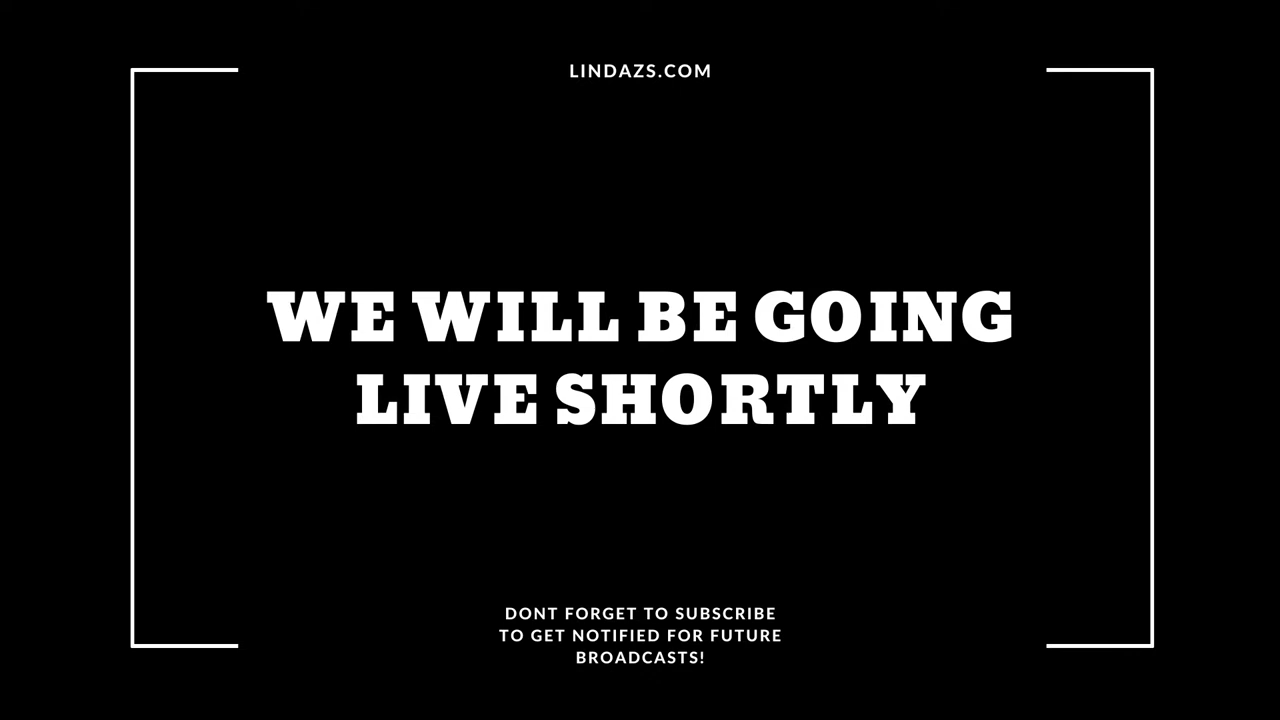 LINDAZS.COM
WE WILL BE GOING
LIVE SHORTLY
DONT FORGET TO SUBSCRIBE
TO GET NOTIFIED FOR FUTURE
BROADCASTS!